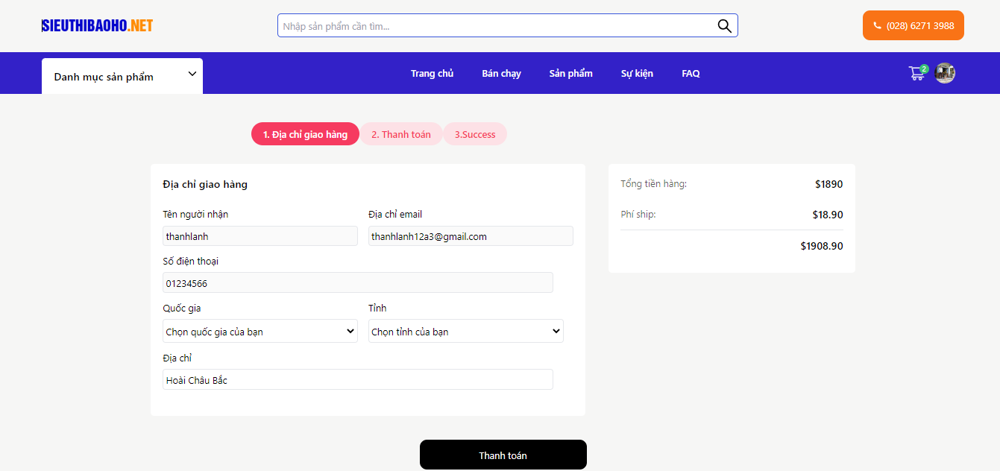 SIEUTHIBAOHO.NET
Nhập sản phẩm cần tìm...
(028) 6271 3988
Danh mục sản phẩm
Trang chủ
Bán chạy
Sản phẩm
Sự kiện
FAQ
2
1. Địa chỉ giao hàng
2. Thanh toán
3.Success
Địa chỉ giao hàng
Tên người nhận
Địa chỉ email
thanhlanh
thanhlanh12a3@gmail.com
Số điện thoại
01234566
Quốc gia
Tỉnh
Chọn quốc gia của bạn
Chọn tỉnh của bạn
Địa chỉ
Hoài Châu Bắc
Tổng tiền hàng:
$1890
Phí ship:
$18.90
$1908.90
Thanh toán